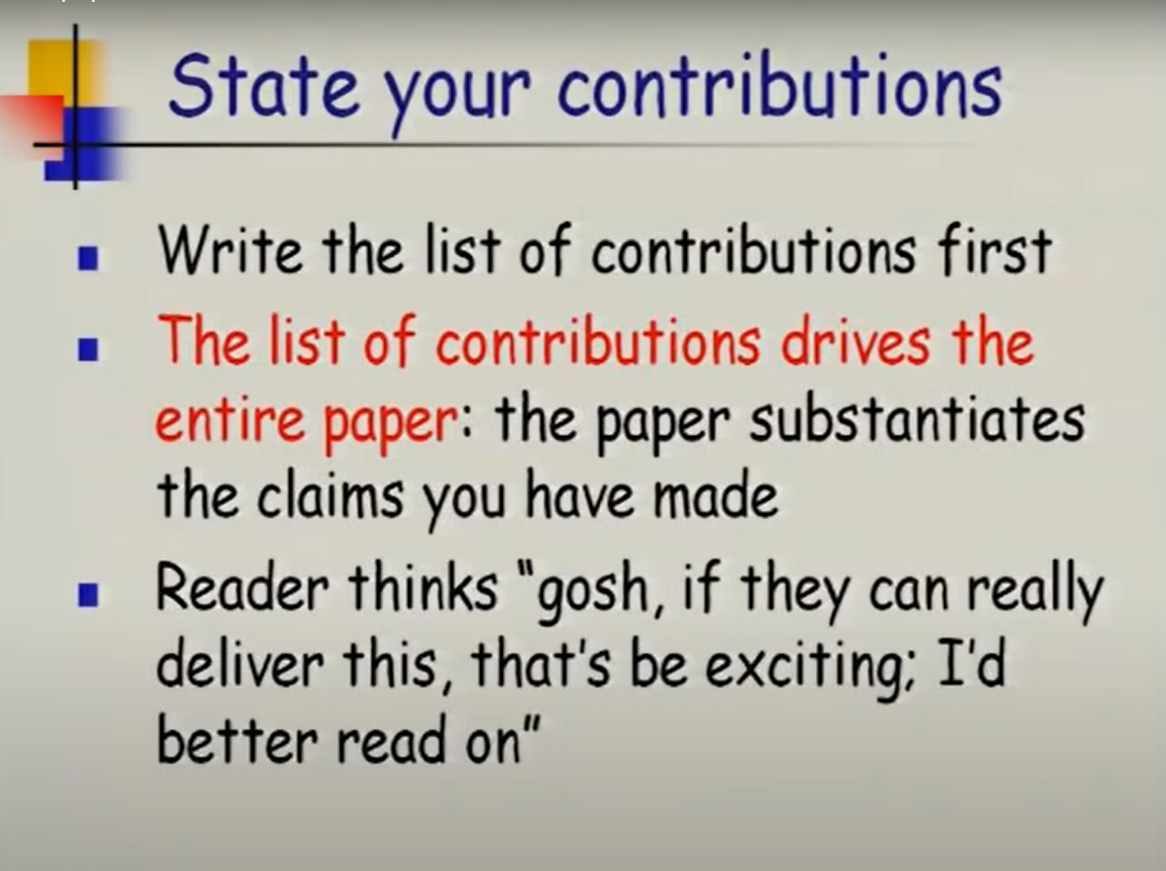 State your contributions
Write the list of contributions first
The list of contributions drives the
entire paper: the paper substantiates
the claims you have made
Reader thinks “gosh, if they can really
deliver this, that's be exciting; I'd
better read on”